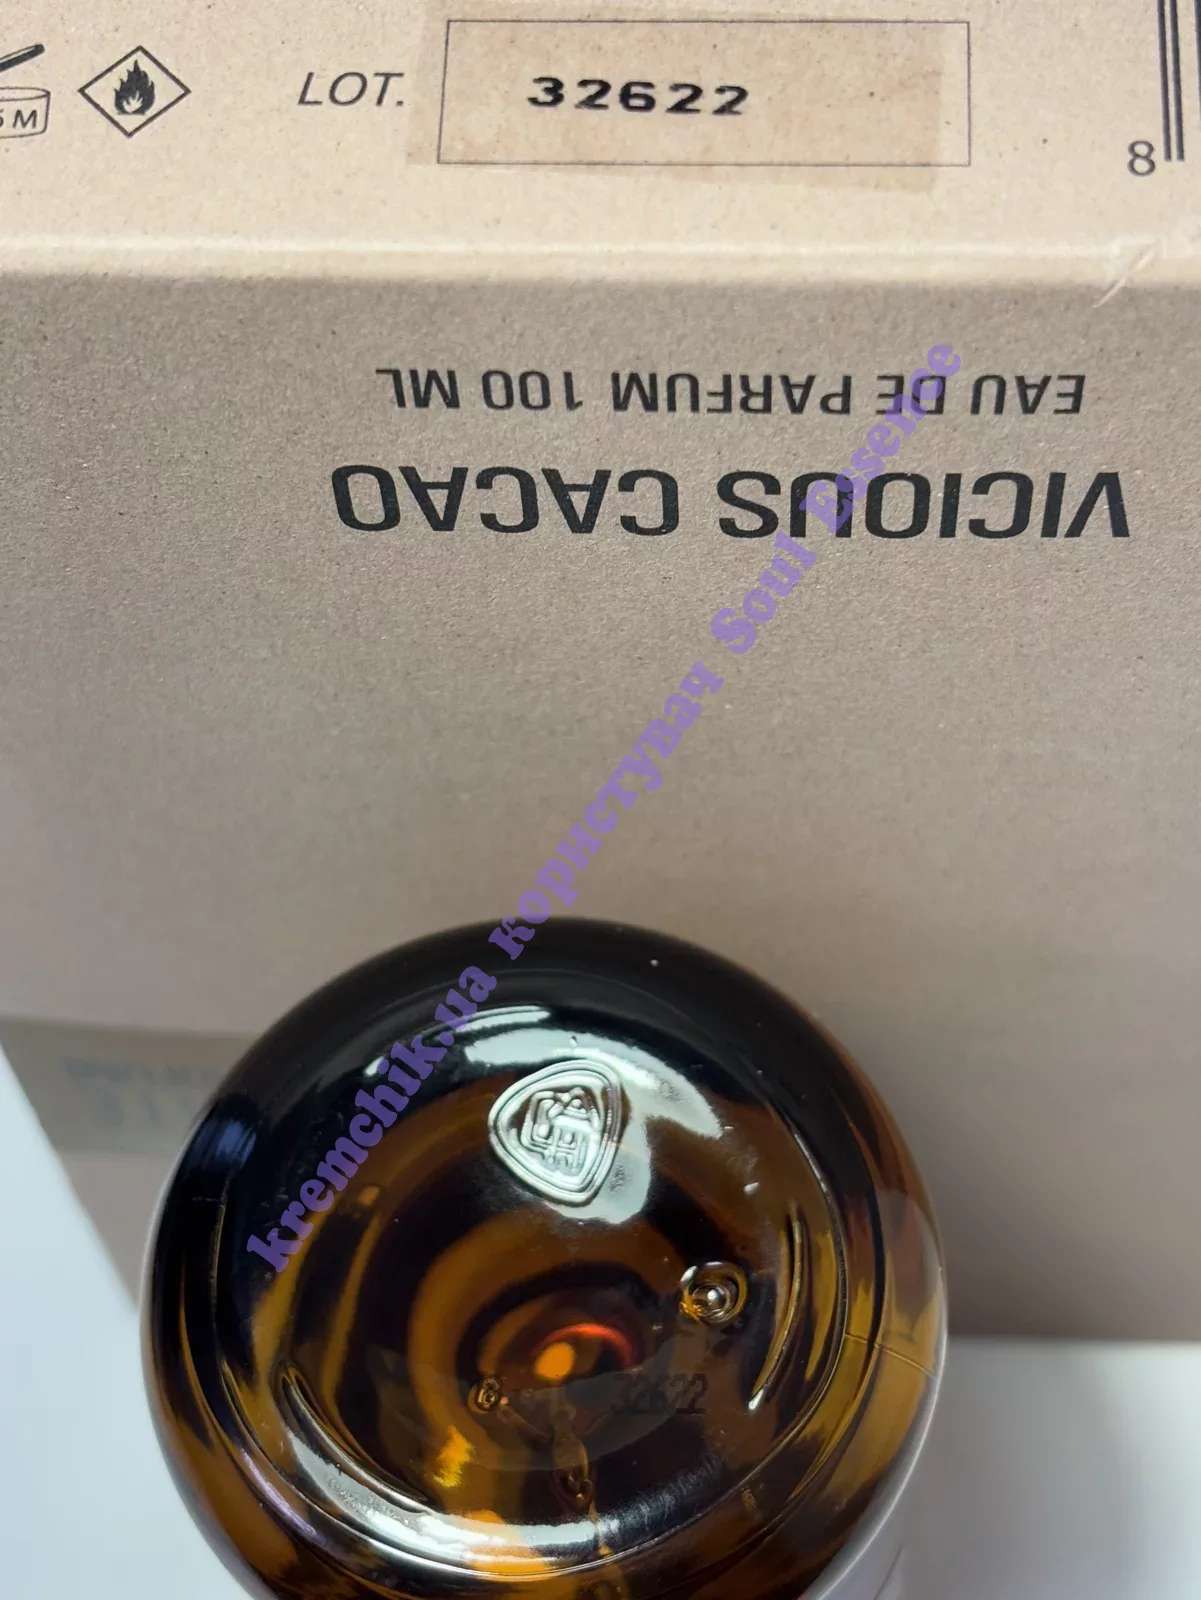 LOT. 32622
8
VICIOUS CACAO
EAU DE PARFUM 100 ML
kremchik.ua користувач Soul Essence
32622